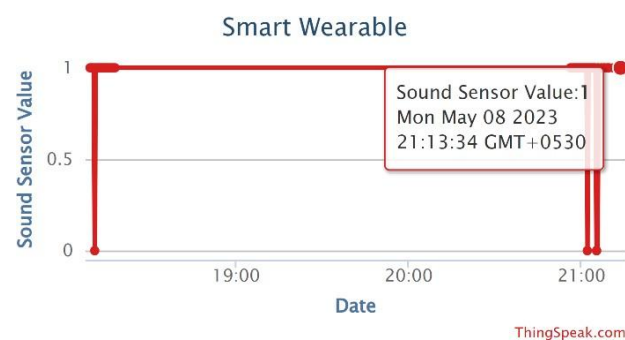 Smart Wearable
Sound Sensor Value
1
0.5
0
Sound Sensor Value:1
Mon May 08 2023
21:13:34 GMT+0530
19:00
20:00
21:00
Date
ThingSpeak.com